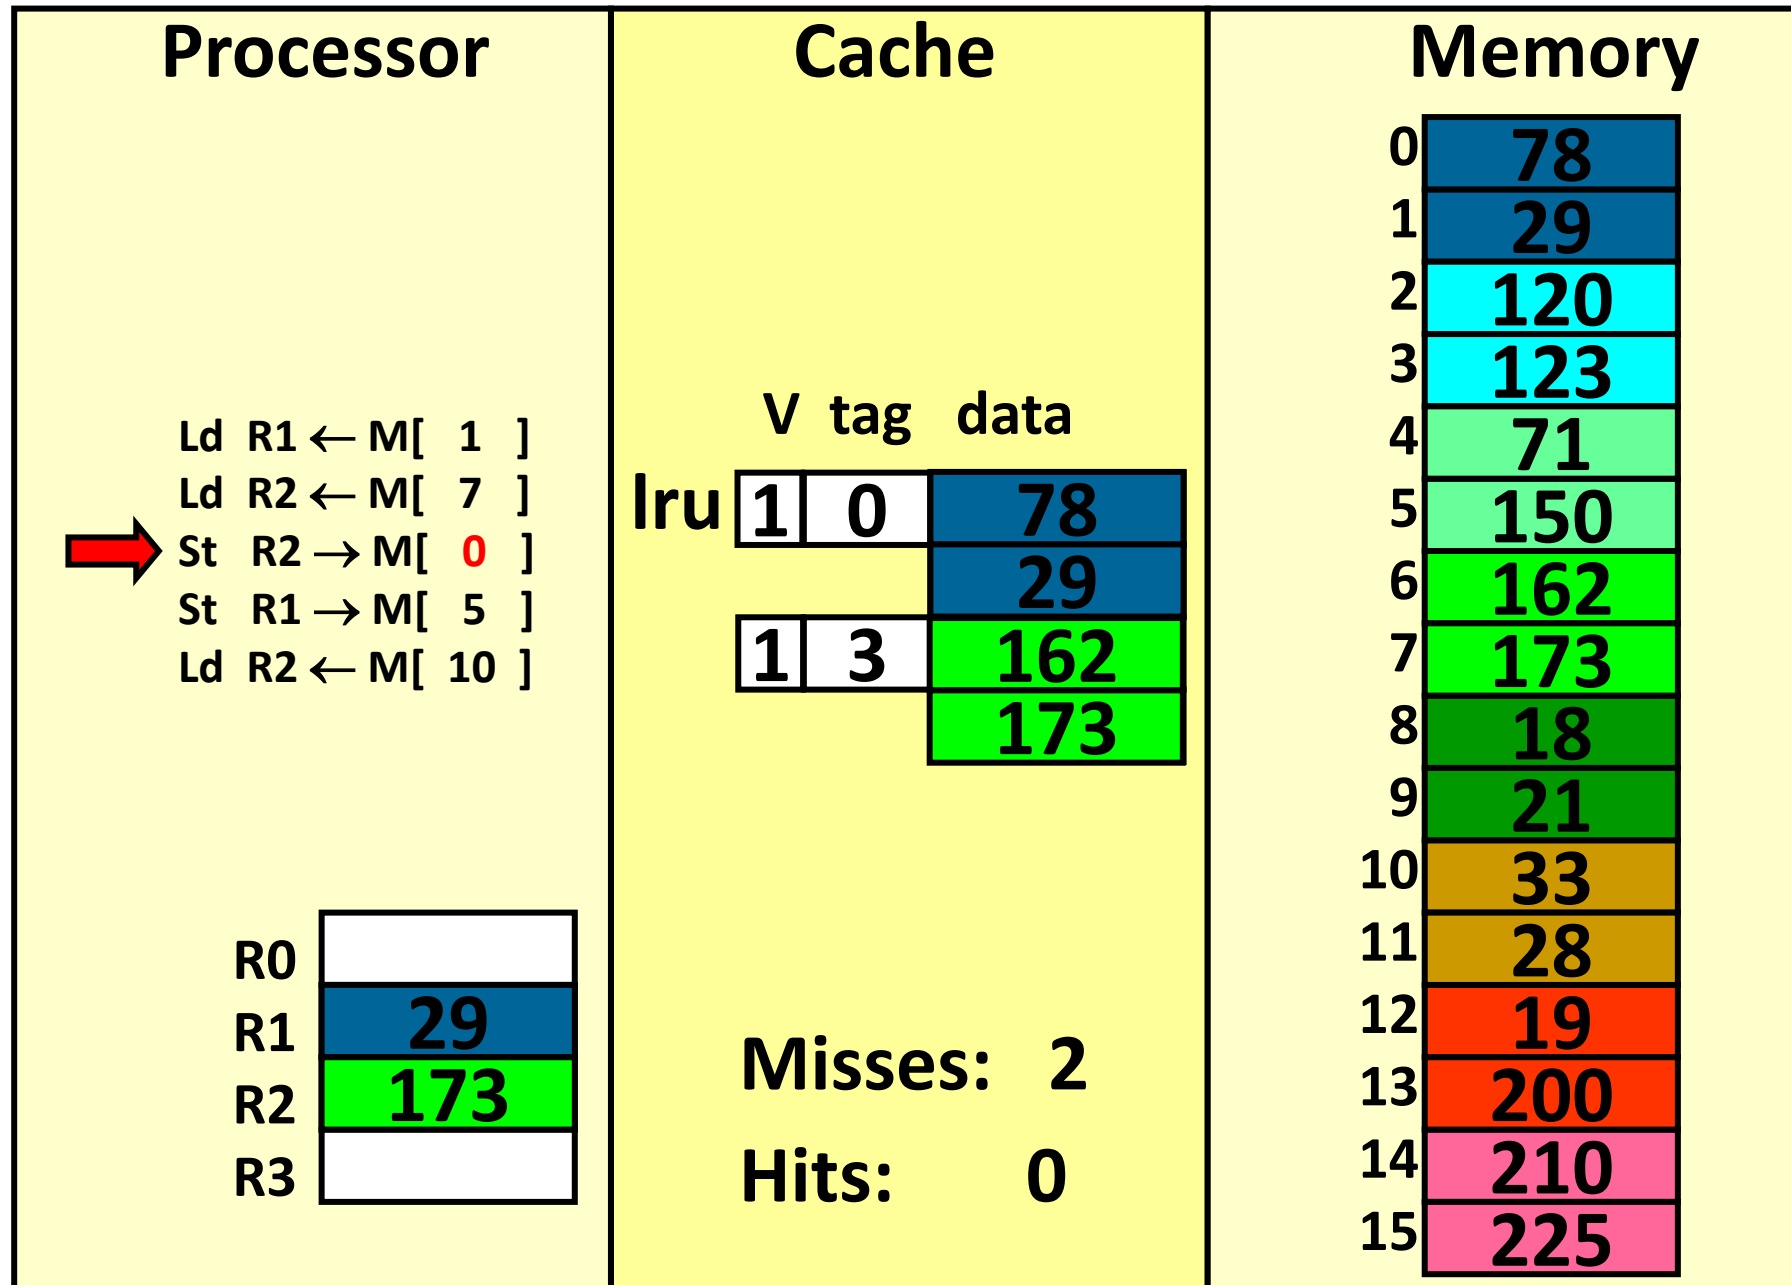 Processor
Ld R1 ← M[ 1 ]
Ld R2 ← M[ 7 ]
St R2 → M[ 0 ]
St R1 → M[ 5 ]
Ld R2 ← M[ 10 ]
R0
R1 29
R2 173
R3
Cache
V tag data
lru 1 0 78
29
1 3 162
173
Misses: 2
Hits: 0
Memory
0 78
1 29
2 120
3 123
4 71
5 150
6 162
7 173
8 18
9 21
10 33
11 28
12 19
13 200
14 210
15 225